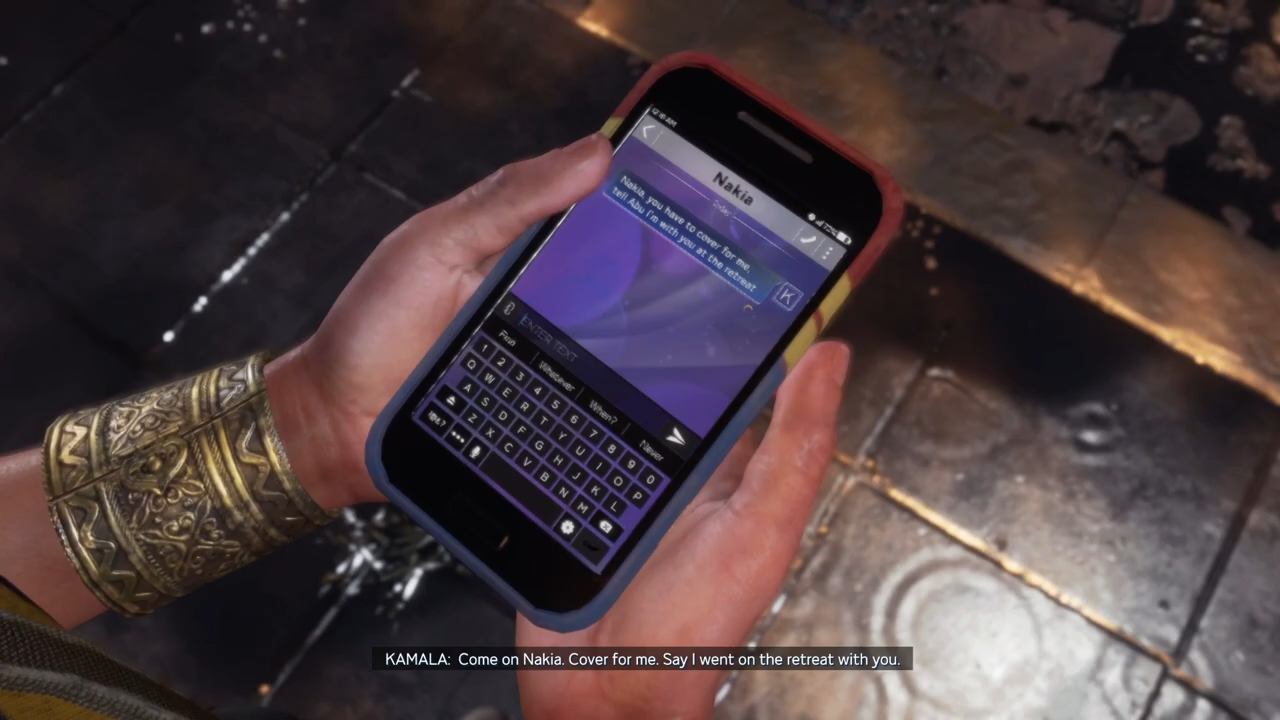 Nakia
Today
Nakia, you have to cover for me,
tell Abu I'm with you at the retreat
K
72%
ENTER TEXT
Whatever
When?
Never
1 2 3 4 5 6 7 8 9 0
Q W E R T Y U I O P
A S D F G H J K L
Z X C V B N M
KAMALA: Come on Nakia. Cover for me. Say I went on the retreat with you.